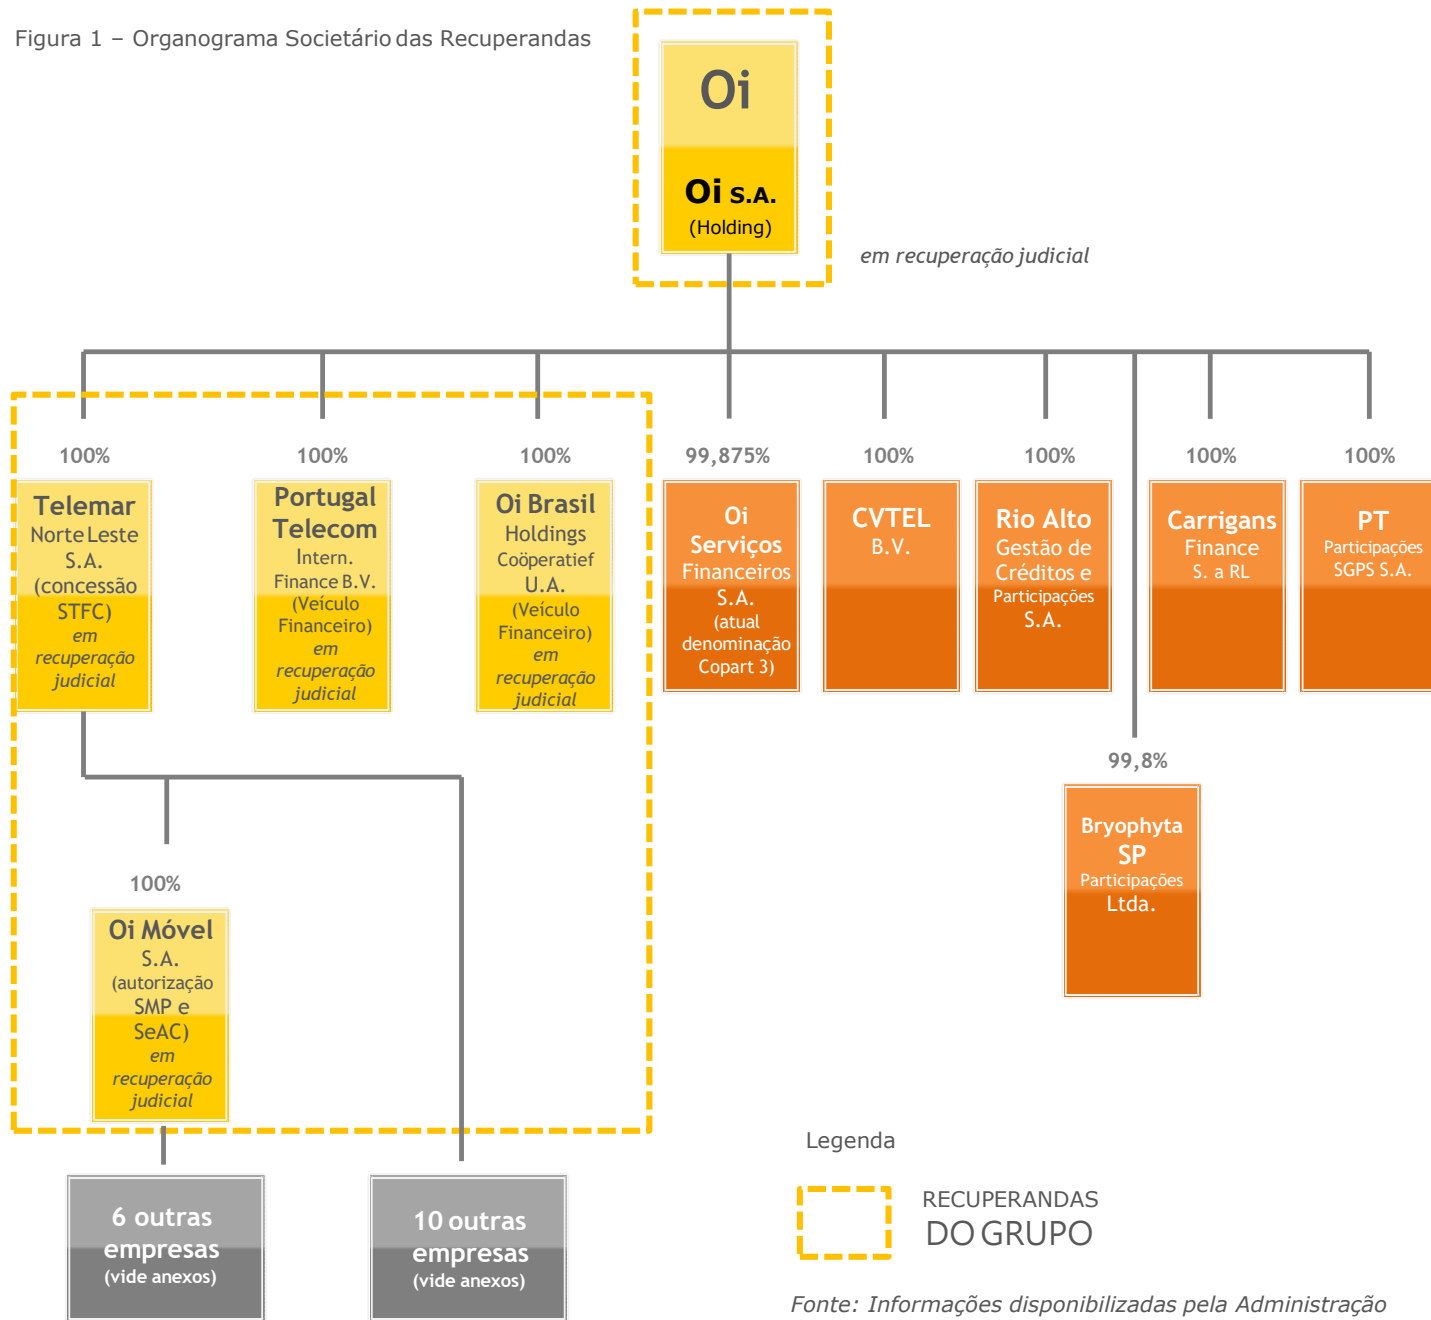 Figura 1 – Organograma Societário das Recuperandas
Oi
Oi S.A.
(Holding)
em recuperação judicial
100%
Telemar
Norte Leste
S.A.
(concessão
STFC)
em
recuperação
judicial
100%
Portugal
Telecom
Intern.
Finance B.V.
(Veículo
Financeiro)
em
recuperação
judicial
100%
Oi Brasil
Holdings
Coöperatief
U.A.
(Veículo
Financeiro)
em
recuperação
judicial
99,875%
Oi
Serviços
Financeiros
S.A.
(atual
denominação
Copart 3)
100%
CVTEL
B.V.
100%
Rio Alto
Gestão de
Créditos e
Participações
S.A.
100%
Carrigans
Finance
S. a RL
100%
PT
Participações
SGPS S.A.
99,8%
Bryophyta
SP
Participações
Ltda.
100%
Oi Móvel
S.A.
(autorização
SMP e
SeAC)
em
recuperação
judicial
6 outras
empresas
(vide anexos)
10 outras
empresas
(vide anexos)
Legenda
RECUPERANDAS
DO GRUPO
Fonte: Informações disponibilizadas pela Administração